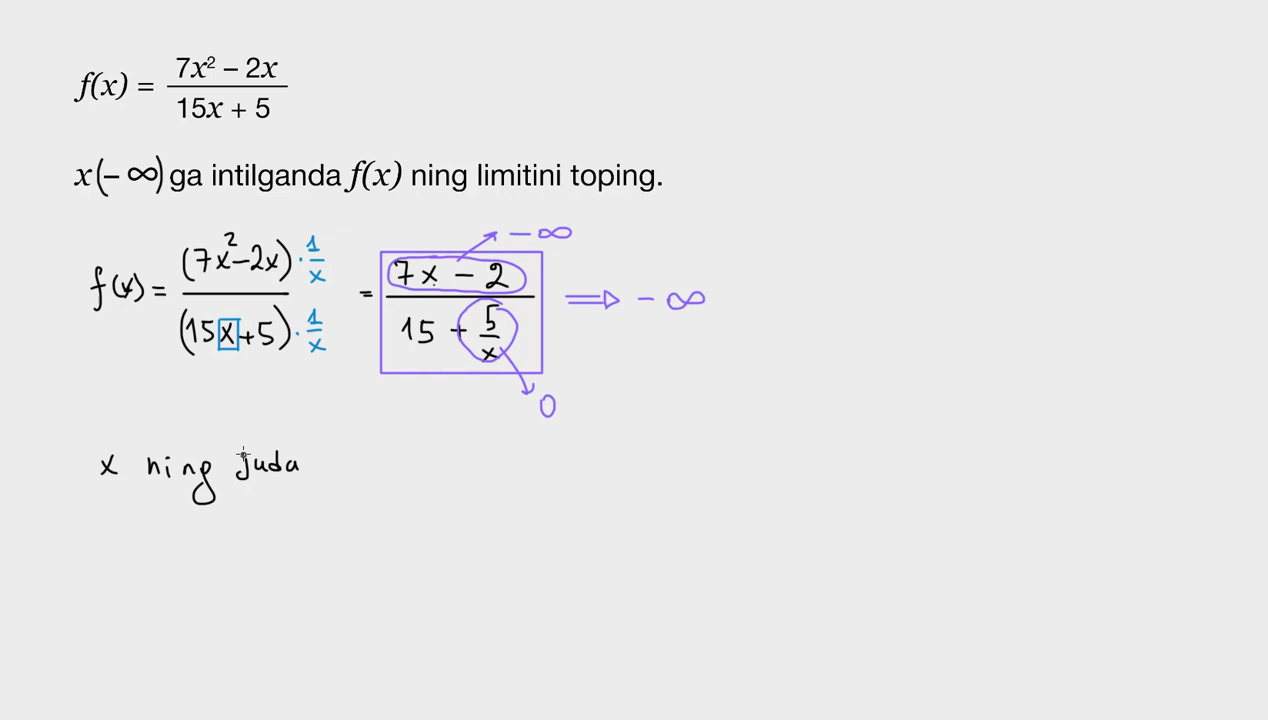 f(x) = (7x² − 2x) / (15x + 5)
x(− ∞) ga intilganda f(x) ning limitini toping.
f(x) = (7x² − 2x) · 1/x / (15x + 5) · 1/x = (7x − 2) / (15 + 5/x) ⟹ − ∞
− ∞
0
x ning juda